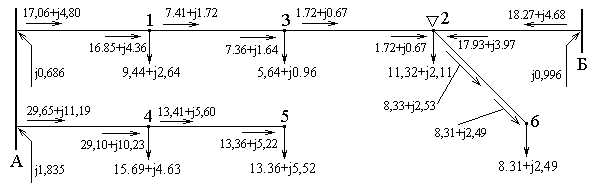 17,06+j4,80
1
7.41+j1.72
3
1.72+j0.67
2
18.27+j4.68
16.85+j4.36
7.36+j1.64
1.72+j0.67
17.93+j3.97
Б
j0,686
9,44+j2,64
5,64+j0.96
11,32+j2,11
j0,996
29,65+j11,19
4
13,41+j5,60
5
8,33+j2,53
8,31+j2,49
6
А
29,10+j10,23
13,36+j5,22
j1,835
15.69+j4.63
13.36+j5,52
8.31+j2,49